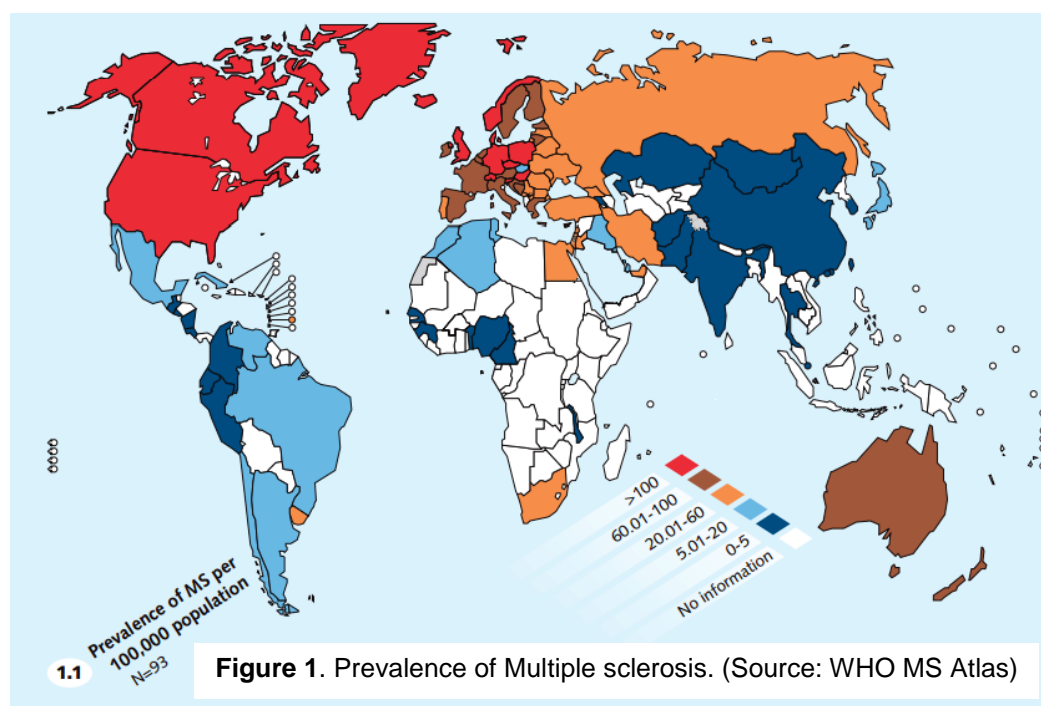 >100
60.01-100
20.01-60
5.01-20
0-5
No information
Prevalence of MS per
100,000 population
N=93
1.1
Figure 1. Prevalence of Multiple sclerosis. (Source: WHO MS Atlas)